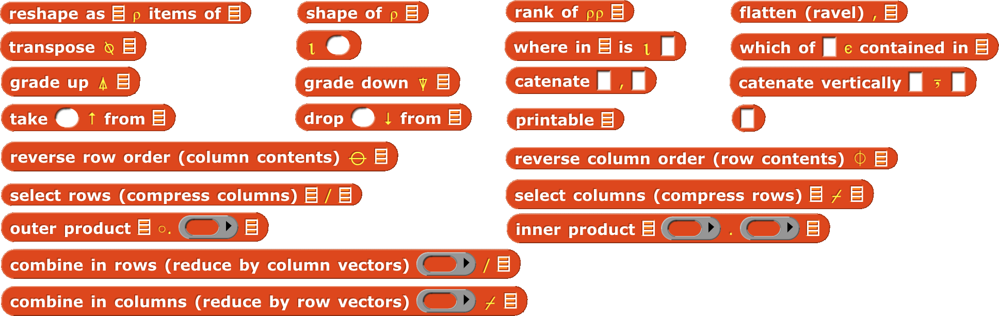 reshape as ⍴ items of
shape of ⍴
rank of ⍴⍴
flatten (ravel) ,
transpose ⍉
⍳
where in is ⍳
which of ∊ contained in
grade up ⍋
grade down ⍒
catenate ,
catenate vertically ⍪
take ↑ from
drop ↓ from
printable
reverse row order (column contents) ⊖
reverse column order (row contents) ⌽
select rows (compress columns) /
select columns (compress rows) ⌿
outer product ∘.
inner product .
combine in rows (reduce by column vectors) /
combine in columns (reduce by row vectors) ⌿